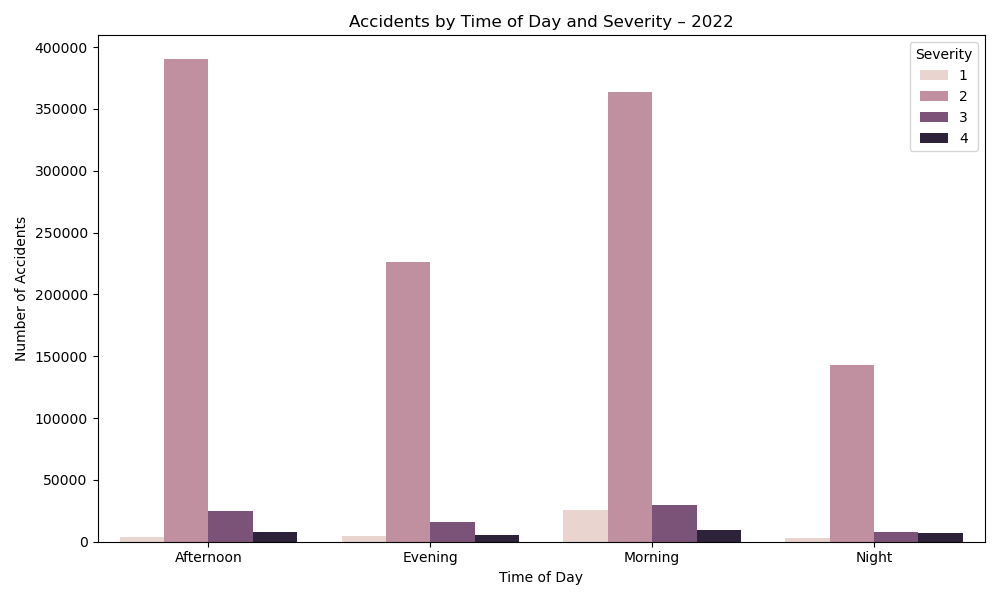 Accidents by Time of Day and Severity – 2022
Number of Accidents
400000
350000
300000
250000
200000
150000
100000
50000
0
Severity
1
2
3
4
Afternoon
Evening
Morning
Night
Time of Day